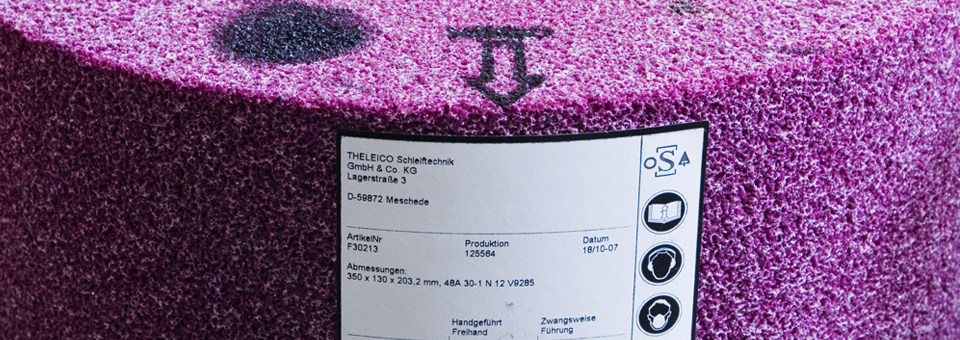 THELEICO Schleiftechnik
GmbH & Co. KG
Lagerstraße 3
D-59872 Meschede
oSA
ArtikelNr Produktion Datum
F30213 125564 18/10-07
Abmessungen:
350 x 130 x 203,2 mm, 48A 30-1 N 12 V9285
Handgeführt Zwangsweise
Freihand Führung